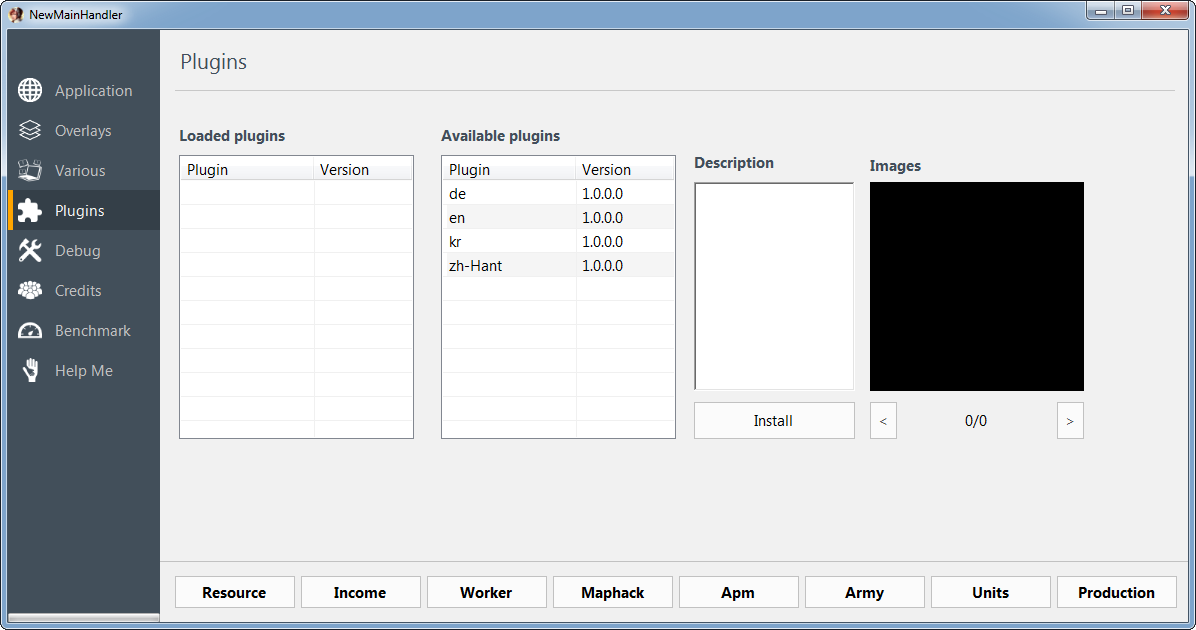 NewMainHandler
Application
Overlays
Various
Plugins
Debug
Credits
Benchmark
Help Me
Plugins
Loaded plugins
Plugin Version
Available plugins
Plugin Version
de 1.0.0.0
en 1.0.0.0
kr 1.0.0.0
zh-Hant 1.0.0.0
Description
Install
Images
< 0/0 >
Resource Income Worker Maphack Apm Army Units Production